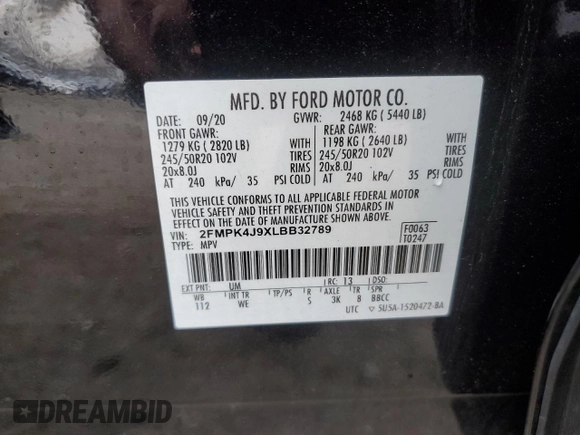 MFD. BY FORD MOTOR CO.
09/20 GVWR: 2468 KG ( 5440 LB)
FRONT GAWR: REAR GAWR:
1279 KG ( 2820 LB) WITH 1198 KG ( 2640 LB) WITH
245/50R20 102V TIRES 245/50R20 102V TIRES
20x8.0J RIMS 20x8.0J RIMS
AT 240 kPa/ 35 PSI COLD AT 240 kPa/ 35 PSI COLD
THIS VEHICLE CONFORMS TO ALL APPLICABLE FEDERAL MOTOR
VEHICLE SAFETY AND BUMPER, AND THEFT PREVENTION STANDARDS
IN EFFECT ON THE DATE OF MANUFACTURE SHOWN ABOVE.
VIN: 2FMPK4J9XLBB32789 F0063
TYPE: MPV T0247
EXT PNT: UM RC: 13 DSO:
WB INT TR TP/PS R AXLE TR SPR
112 WE S 3K 8 BBCC
UTC ▽ 5U5A-1520472-BA
DREAMBID